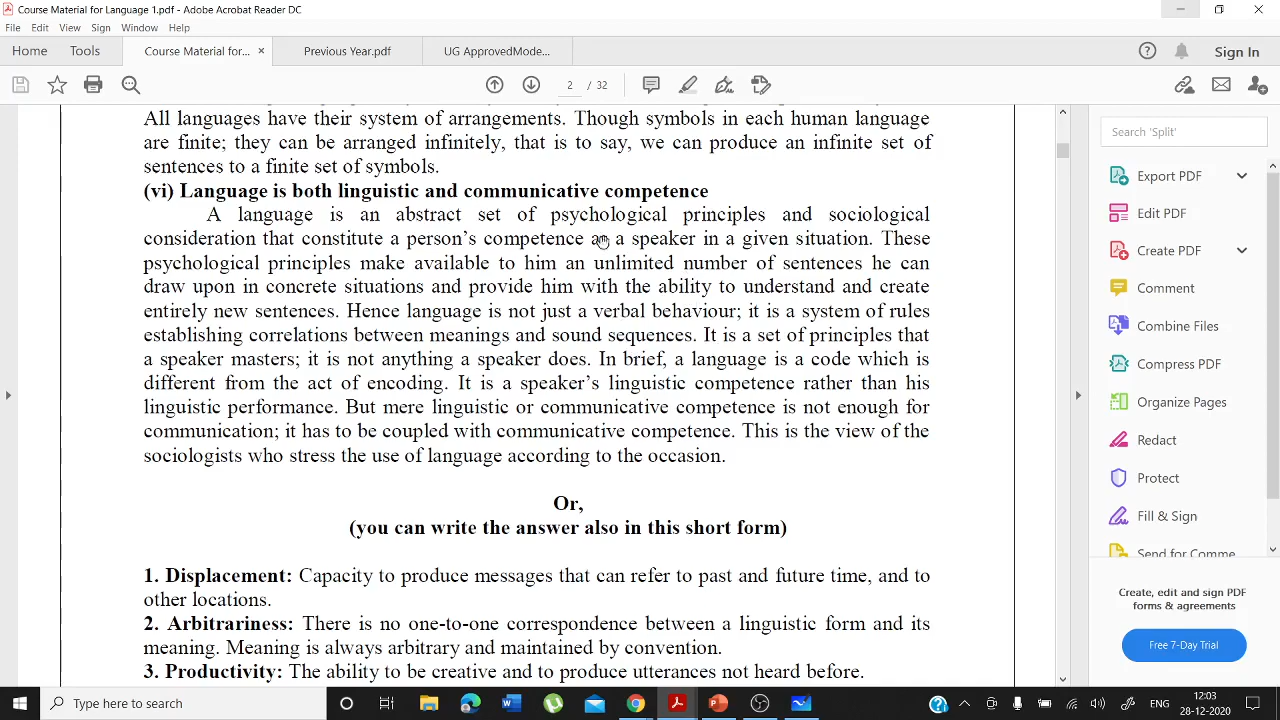 Course Material for Language 1.pdf - Adobe Acrobat Reader DC
File Edit View Sign Window Help
Home Tools Course Material for... × Previous Year.pdf UG ApprovedMode... Sign In
2 / 32
All languages have their system of arrangements. Though symbols in each human language
are finite; they can be arranged infinitely, that is to say, we can produce an infinite set of
sentences to a finite set of symbols.
(vi) Language is both linguistic and communicative competence
A language is an abstract set of psychological principles and sociological
consideration that constitute a person's competence as a speaker in a given situation. These
psychological principles make available to him an unlimited number of sentences he can
draw upon in concrete situations and provide him with the ability to understand and create
entirely new sentences. Hence language is not just a verbal behaviour; it is a system of rules
establishing correlations between meanings and sound sequences. It is a set of principles that
a speaker masters; it is not anything a speaker does. In brief, a language is a code which is
different from the act of encoding. It is a speaker's linguistic competence rather than his
linguistic performance. But mere linguistic or communicative competence is not enough for
communication; it has to be coupled with communicative competence. This is the view of the
sociologists who stress the use of language according to the occasion.
Or,
(you can write the answer also in this short form)
1. Displacement: Capacity to produce messages that can refer to past and future time, and to
other locations.
2. Arbitrariness: There is no one-to-one correspondence between a linguistic form and its
meaning. Meaning is always arbitrary and maintained by convention.
3. Productivity: The ability to be creative and to produce utterances not heard before.
Search 'Split'
Export PDF
Edit PDF
Create PDF
Comment
Combine Files
Compress PDF
Organize Pages
Redact
Protect
Fill & Sign
Send for Comme
Create, edit and sign PDF
forms & agreements
Free 7-Day Trial
Type here to search
ENG
12:03
28-12-2020